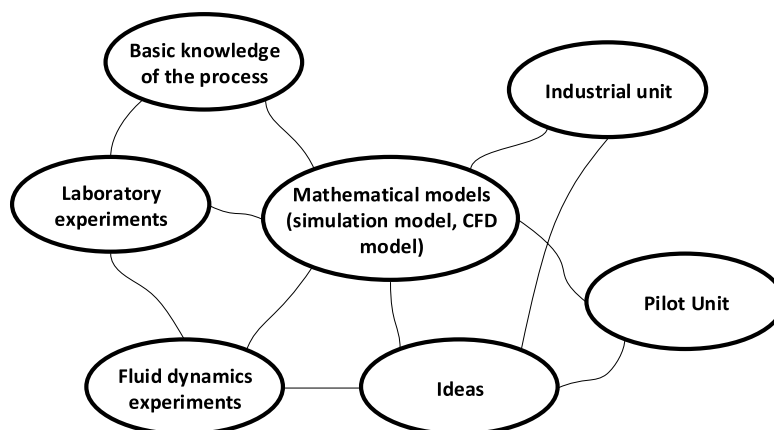 Basic knowledge
of the process
Industrial unit
Laboratory
experiments
Mathematical models
(simulation model, CFD
model)
Pilot Unit
Fluid dynamics
experiments
Ideas